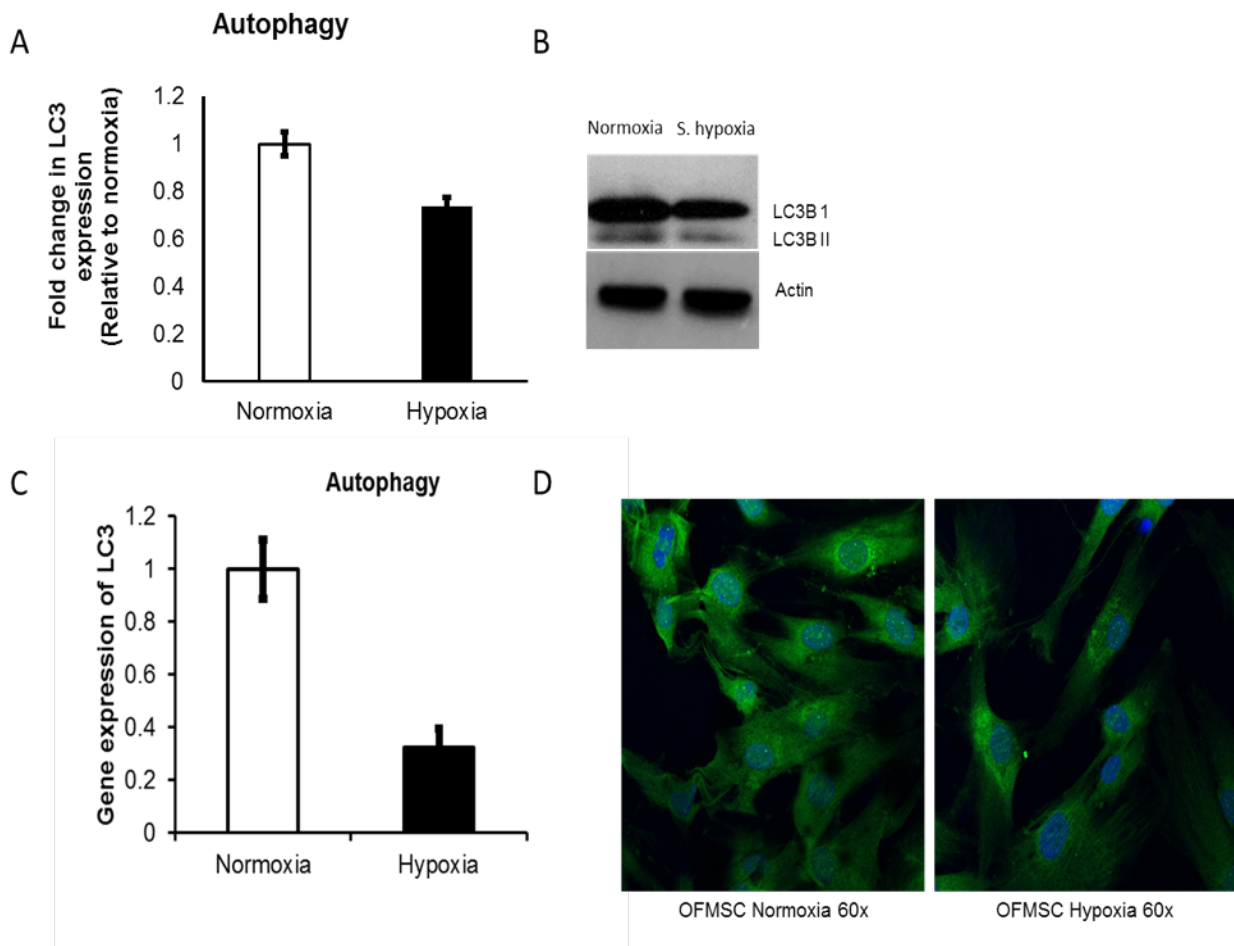 A
Autophagy
Fold change in LC3
expression
(Relative to normoxia)
1.2
1
0.8
0.6
0.4
0.2
0
Normoxia
Hypoxia
B
Normoxia
S. hypoxia
LC3B 1
LC3B II
Actin
C
Autophagy
Gene expression of LC3
1.2
1
0.8
0.6
0.4
0.2
0
Normoxia
Hypoxia
D
OFMSC Normoxia 60x
OFMSC Hypoxia 60x